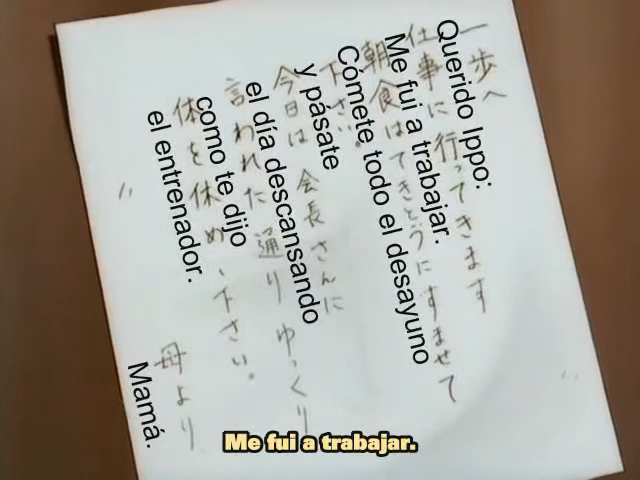 一歩へ
仕事に行ってきます
朝食はてきとうにすませて
下さい。
今日は会長さんに
言われた通りゆっくり
体を休め、下さい。
母より
Querido Ippo:
Me fui a trabajar.
Cómete todo el desayuno
y pásate
el día descansando
como te dijo
el entrenador.
Mamá.
Me fui a trabajar.